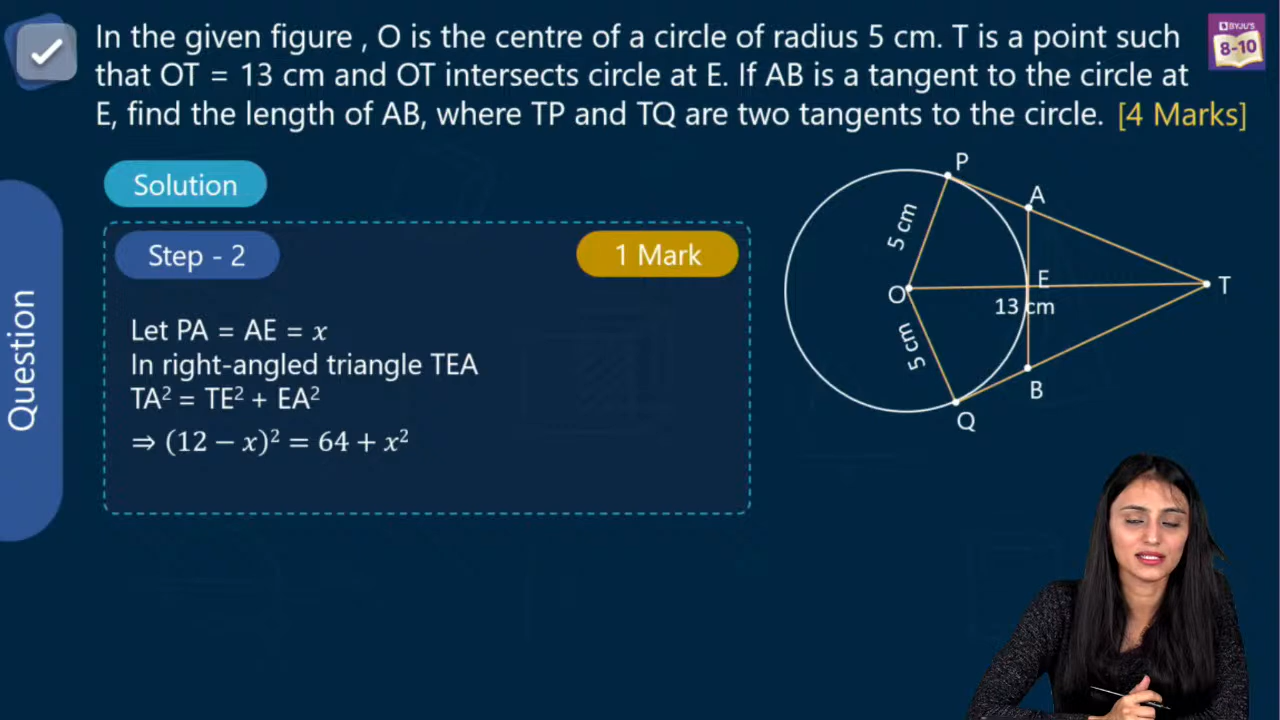 In the given figure , O is the centre of a circle of radius 5 cm. T is a point such
that OT = 13 cm and OT intersects circle at E. If AB is a tangent to the circle at
E, find the length of AB, where TP and TQ are two tangents to the circle. [4 Marks]
BYJU'S
8-10
Question
Solution
Step - 2
1 Mark
Let PA = AE = x
In right-angled triangle TEA
TA² = TE² + EA²
⇒ (12 − x)² = 64 + x²
P
A
5 cm
O
E
T
13 cm
5 cm
B
Q